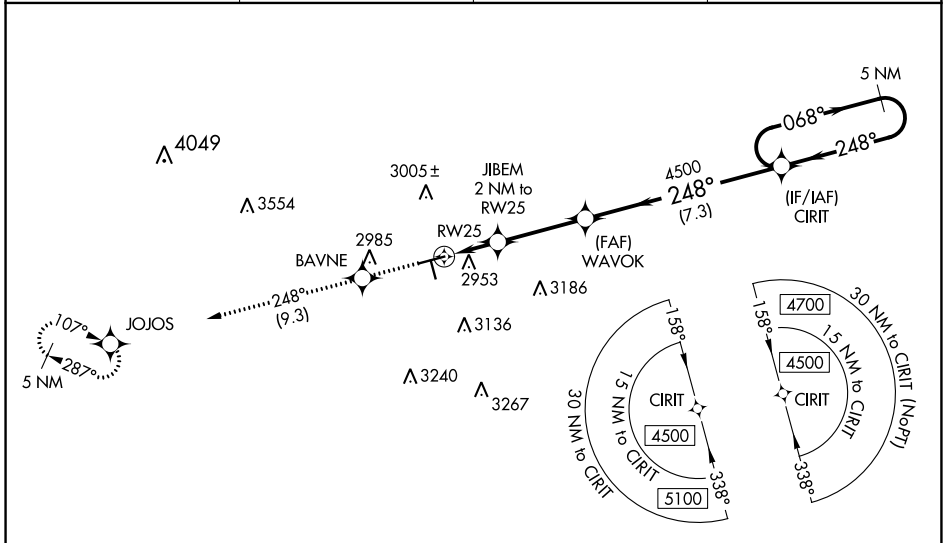 5 NM
068°
248°
4049
3005±
JIBEM
2 NM to
RW25
4500
248°
(7.3)
(IF/IAF)
CIRIT
3554
RW25
(FAF)
WAVOK
2985
BAVNE
2953
3186
248°
(9.3)
107°
JOJOS
287°
5 NM
3136
3240
3267
158°
15 NM to CIRIT
30 NM to CIRIT
CIRIT
4500
5100
338°
158°
4700
30 NM to CIRIT (NoPT)
15 NM to CIRIT
4500
CIRIT
338°